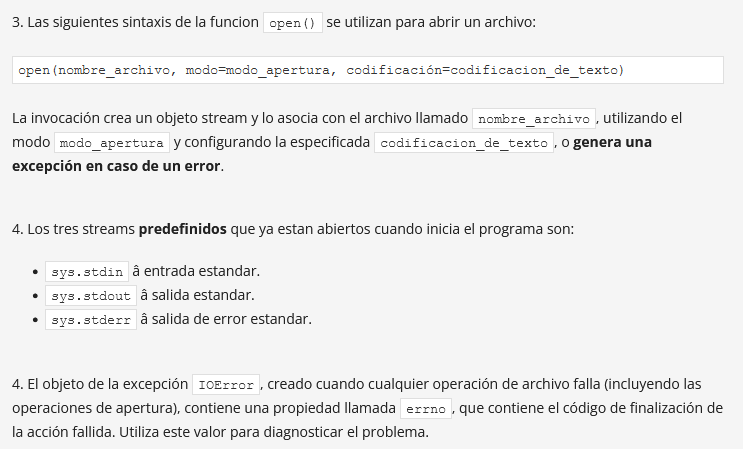 3. Las siguientes sintaxis de la funcion open() se utilizan para abrir un archivo:
open(nombre_archivo, modo=modo_apertura, codificación=codificacion_de_texto)
La invocación crea un objeto stream y lo asocia con el archivo llamado nombre_archivo, utilizando el
modo modo_apertura y configurando la especificada codificacion_de_texto, o genera una
excepción en caso de un error.
4. Los tres streams predefinidos que ya estan abiertos cuando inicia el programa son:
• sys.stdin â entrada estandar.
• sys.stdout â salida estandar.
• sys.stderr â salida de error estandar.
4. El objeto de la excepción IOError, creado cuando cualquier operación de archivo falla (incluyendo las
operaciones de apertura), contiene una propiedad llamada errno, que contiene el código de finalización de
la acción fallida. Utiliza este valor para diagnosticar el problema.